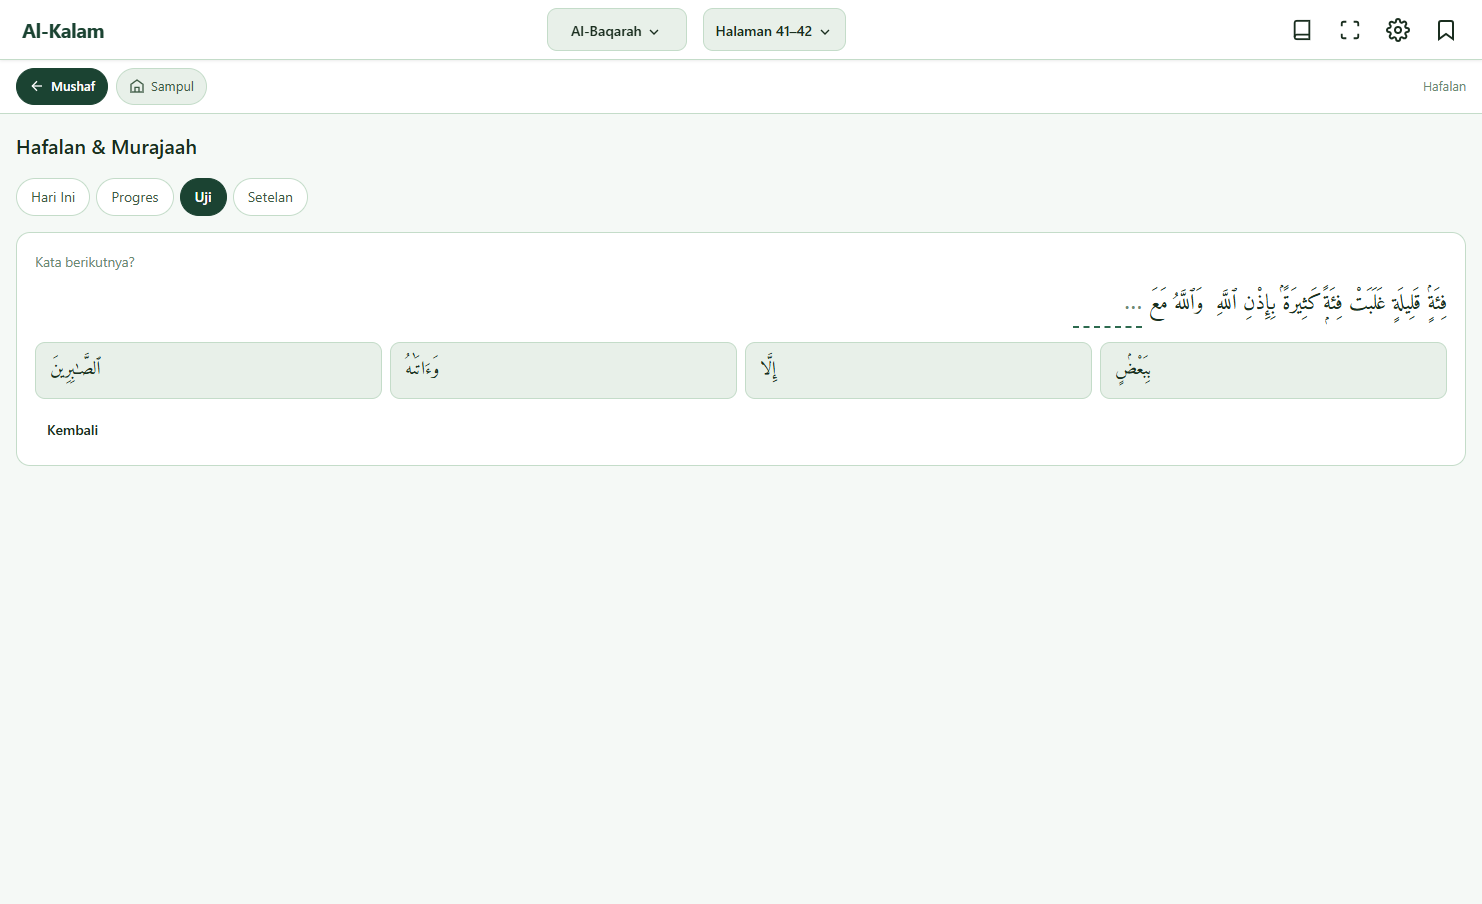 Al-Kalam
Al-Baqarah
Halaman 41–42
Mushaf
Sampul
Hafalan
Hafalan & Murajaah
Hari Ini
Progres
Uji
Setelan
Kata berikutnya?
فِئَةٍۢ قَلِيلَةٍ غَلَبَتْ فِئَةًۭ كَثِيرَةًۢ بِإِذْنِ ٱللَّهِ وَٱللَّهُ مَعَ ...
ٱلصَّـٰبِرِينَ
وَءَاتَىٰهُ
إِلَّا
بِبَعْضٍۢ
Kembali